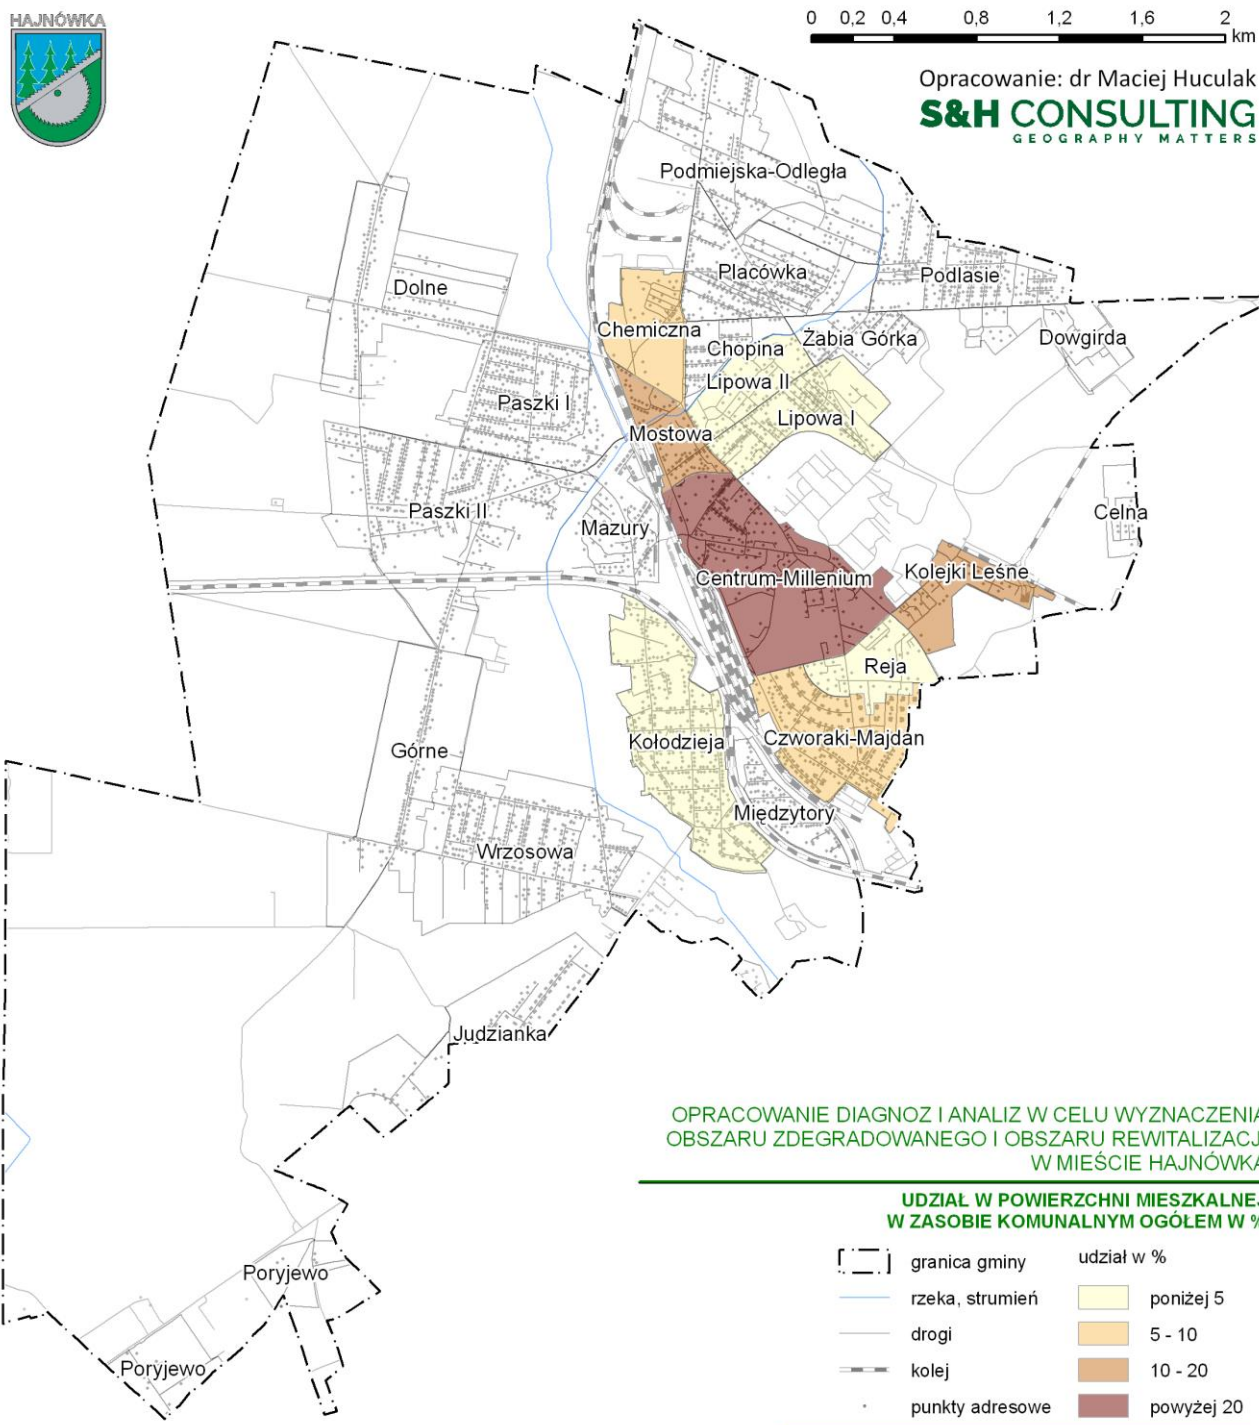 HAJNÓWKA
0 0,2 0,4 0,8 1,2 1,6 2
km
Opracowanie: dr Maciej Huculak
S&H CONSULTING
GEOGRAPHY MATTERS
Podmiejska-Odległa
Placówka
Podlasie
Dolne
Chemiczna
Chopina
Żabia Górka
Dowgirda
Lipowa II
Paszki I
Lipowa I
Mostowa
Paszki II
Mazury
Celna
Centrum-Millenium
Kolejki Leśne
Reja
Górne
Kołodzieja
Czworaki-Majdan
Międzytory
Wrzosowa
Judzianka
Poryjewo
Poryjewo
OPRACOWANIE DIAGNOZ I ANALIZ W CELU WYZNACZENIA
OBSZARU ZDEGRADOWANEGO I OBSZARU REWITALIZACJI
W MIEŚCIE HAJNÓWKA
UDZIAŁ W POWIERZCHNI MIESZKALNEJ
W ZASOBIE KOMUNALNYM OGÓŁEM W %
granica gminy
rzeka, strumień
drogi
kolej
punkty adresowe
udział w %
poniżej 5
5 - 10
10 - 20
powyżej 20